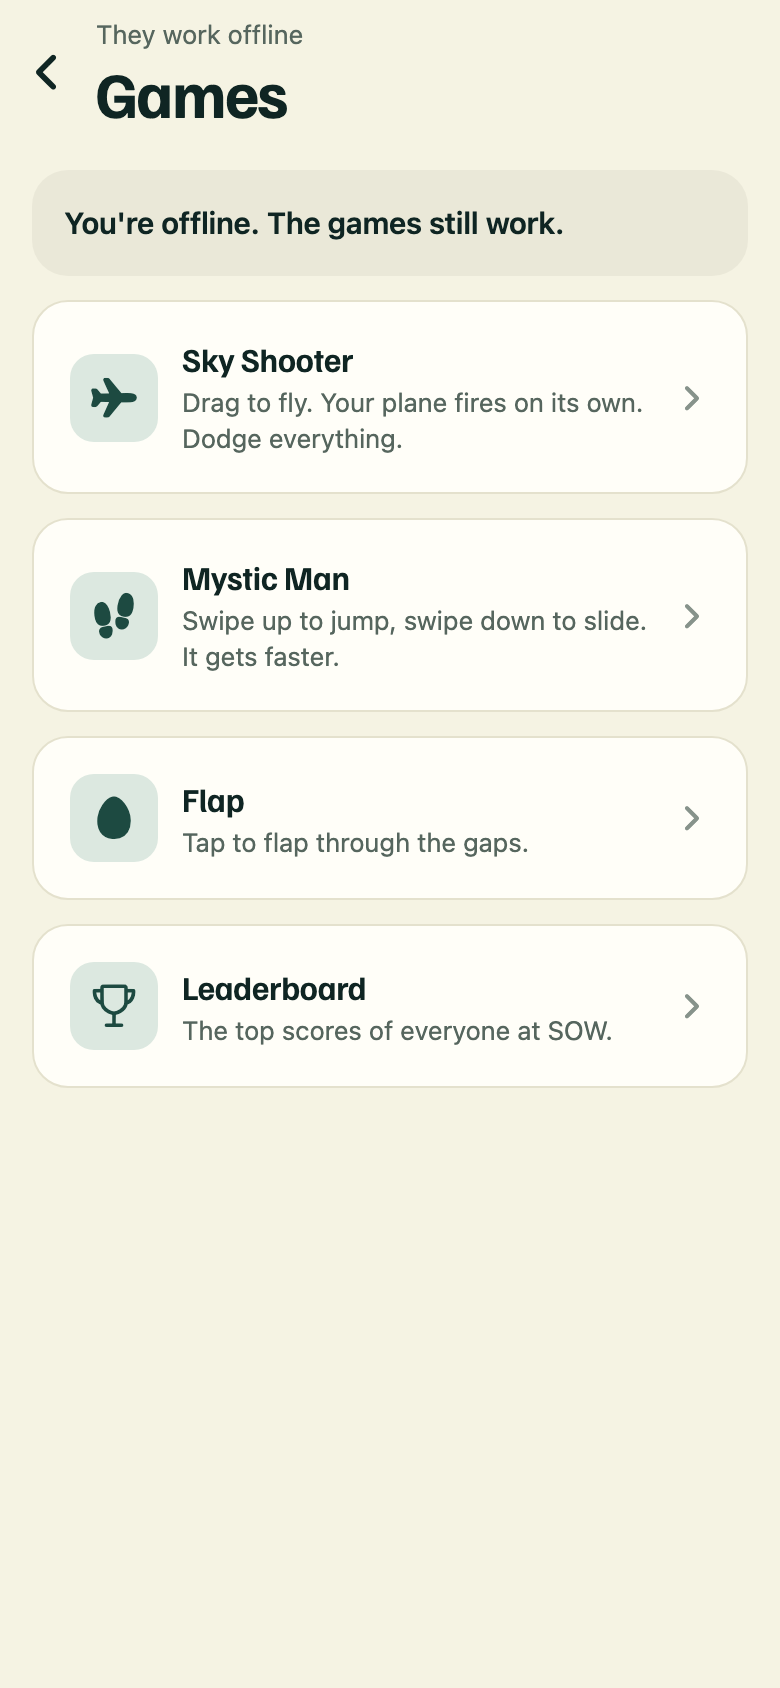 They work offline
Games
You're offline. The games still work.
Sky Shooter
Drag to fly. Your plane fires on its own.
Dodge everything.
Mystic Man
Swipe up to jump, swipe down to slide.
It gets faster.
Flap
Tap to flap through the gaps.
Leaderboard
The top scores of everyone at SOW.